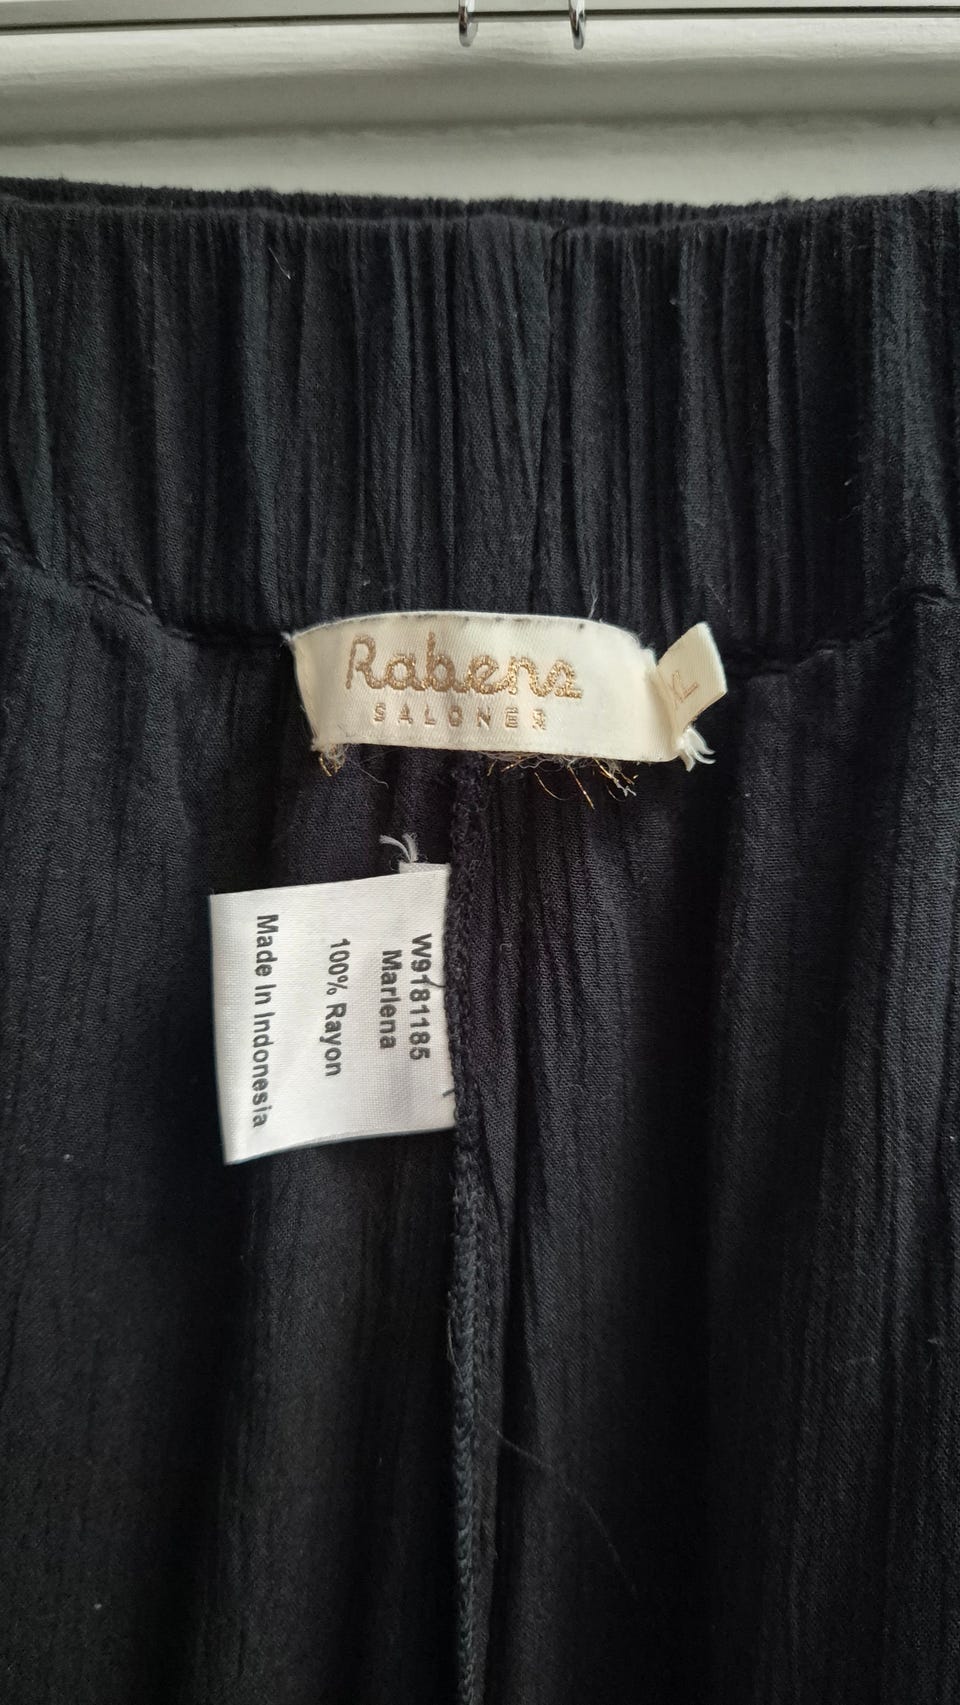 Rabens
SALONER
XL
W9181185
Marlena
100% Rayon
Made In Indonesia